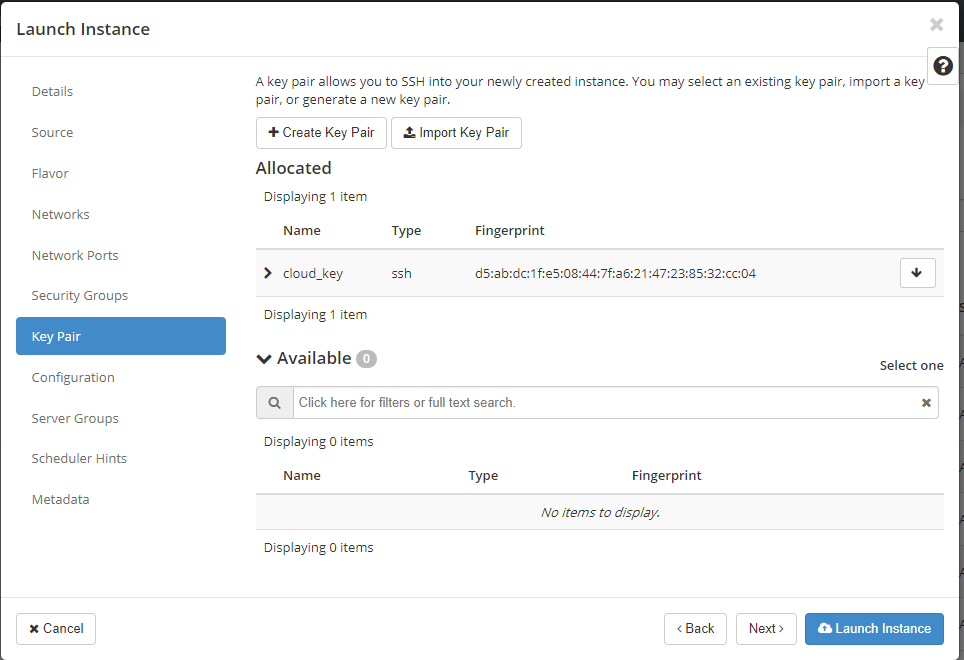 Launch Instance
Details
Source
Flavor
Networks
Network Ports
Security Groups
Key Pair
Configuration
Server Groups
Scheduler Hints
Metadata
A key pair allows you to SSH into your newly created instance. You may select an existing key pair, import a key
pair, or generate a new key pair.
Create Key Pair Import Key Pair
Allocated
Displaying 1 item
Name Type Fingerprint
cloud_key ssh d5:ab:dc:1f:e5:08:44:7f:a6:21:47:23:85:32:cc:04
Displaying 1 item
Available 0
Select one
Click here for filters or full text search.
Displaying 0 items
Name Type Fingerprint
No items to display.
Displaying 0 items
Cancel ‹ Back Next › Launch Instance